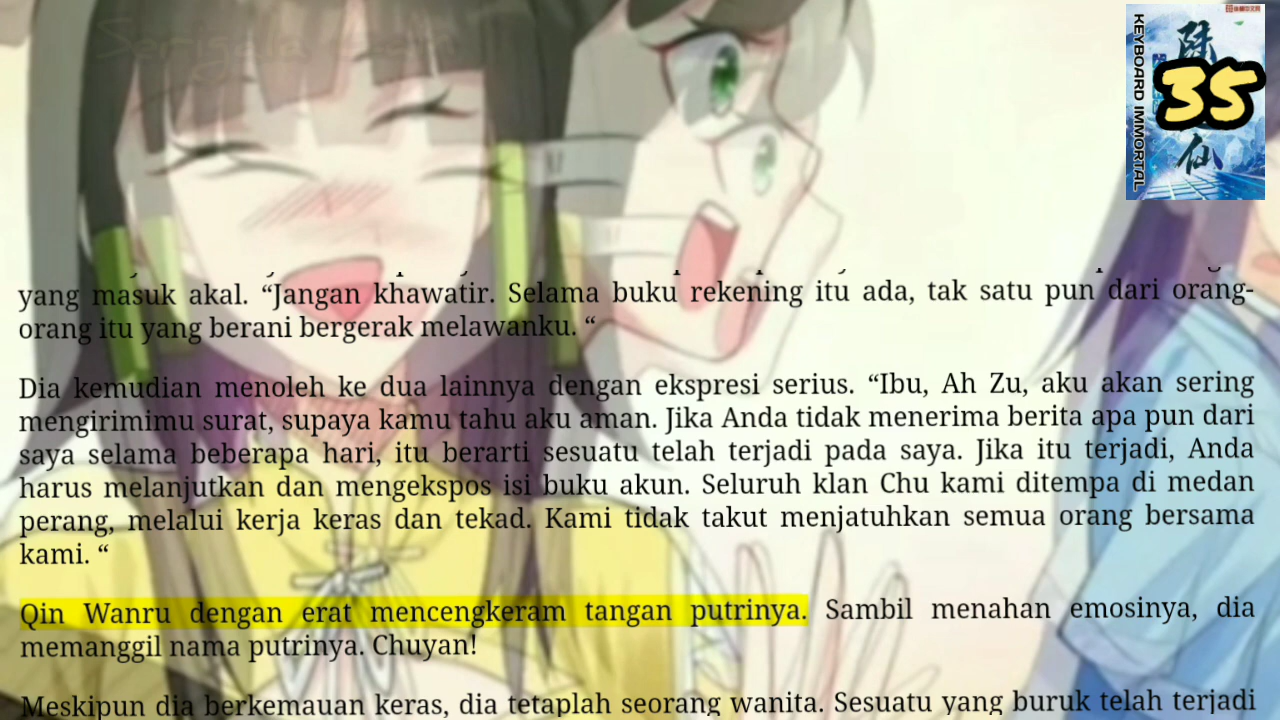 KEYBOARD IMMORTAL
陆
仙
35
yang masuk akal. “Jangan khawatir. Selama buku rekening itu ada, tak satu pun dari orang-
orang itu yang berani bergerak melawanku. “
Dia kemudian menoleh ke dua lainnya dengan ekspresi serius. “Ibu, Ah Zu, aku akan sering
mengirimimu surat, supaya kamu tahu aku aman. Jika Anda tidak menerima berita apa pun dari
saya selama beberapa hari, itu berarti sesuatu telah terjadi pada saya. Jika itu terjadi, Anda
harus melanjutkan dan mengekspos isi buku akun. Seluruh klan Chu kami ditempa di medan
perang, melalui kerja keras dan tekad. Kami tidak takut menjatuhkan semua orang bersama
kami. “
Qin Wanru dengan erat mencengkeram tangan putrinya. Sambil menahan emosinya, dia
memanggil nama putrinya. Chuyan!
Meskipun dia berkemauan keras, dia tetaplah seorang wanita. Sesuatu yang buruk telah terjadi